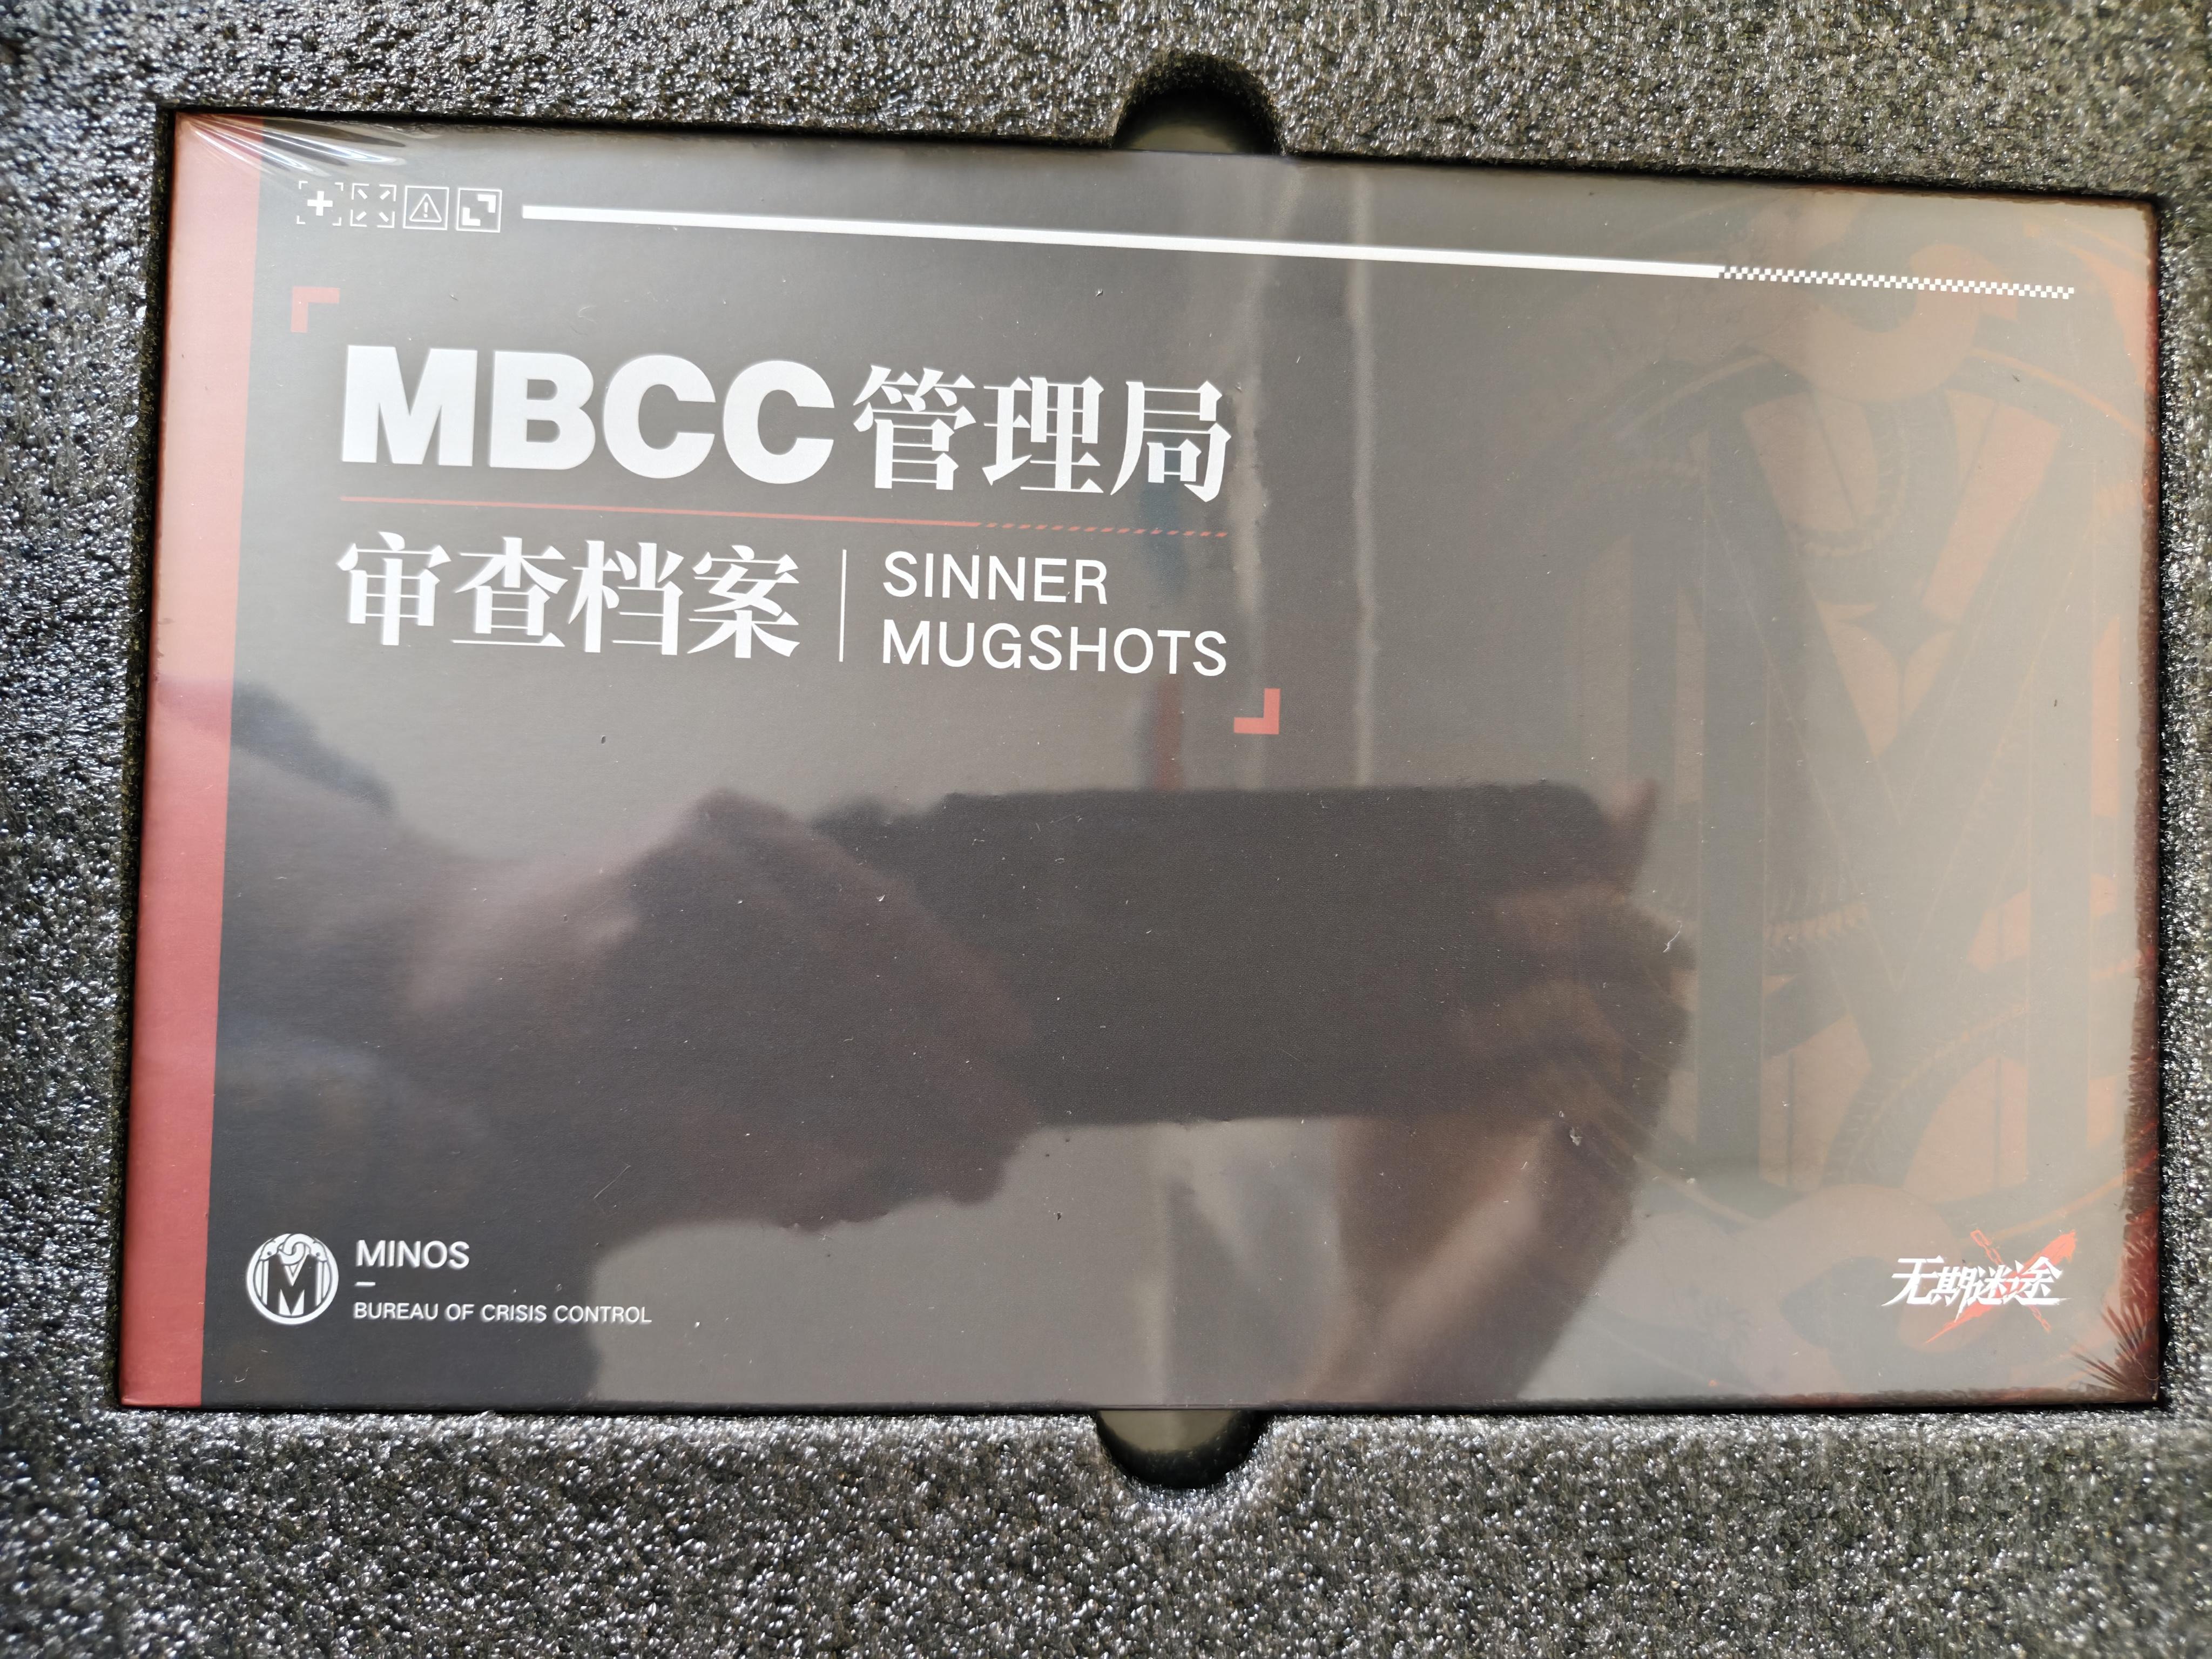 MBCC管理局
审查档案
SINNER
MUGSHOTS
MINOS
BUREAU OF CRISIS CONTROL
无期迷途